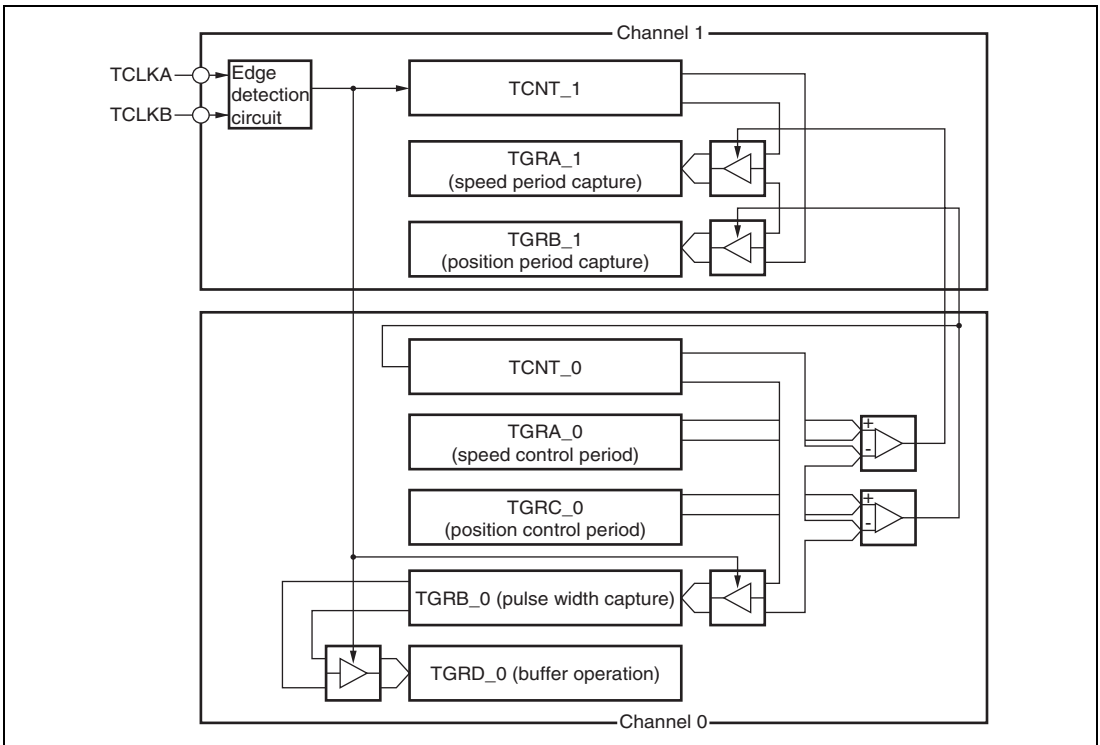 Channel 1
TCLKA
TCLKB
Edge
detection
circuit
TCNT_1
TGRA_1
(speed period capture)
TGRB_1
(position period capture)
TCNT_0
TGRA_0
(speed control period)
+
-
TGRC_0
(position control period)
+
-
TGRB_0 (pulse width capture)
TGRD_0 (buffer operation)
Channel 0